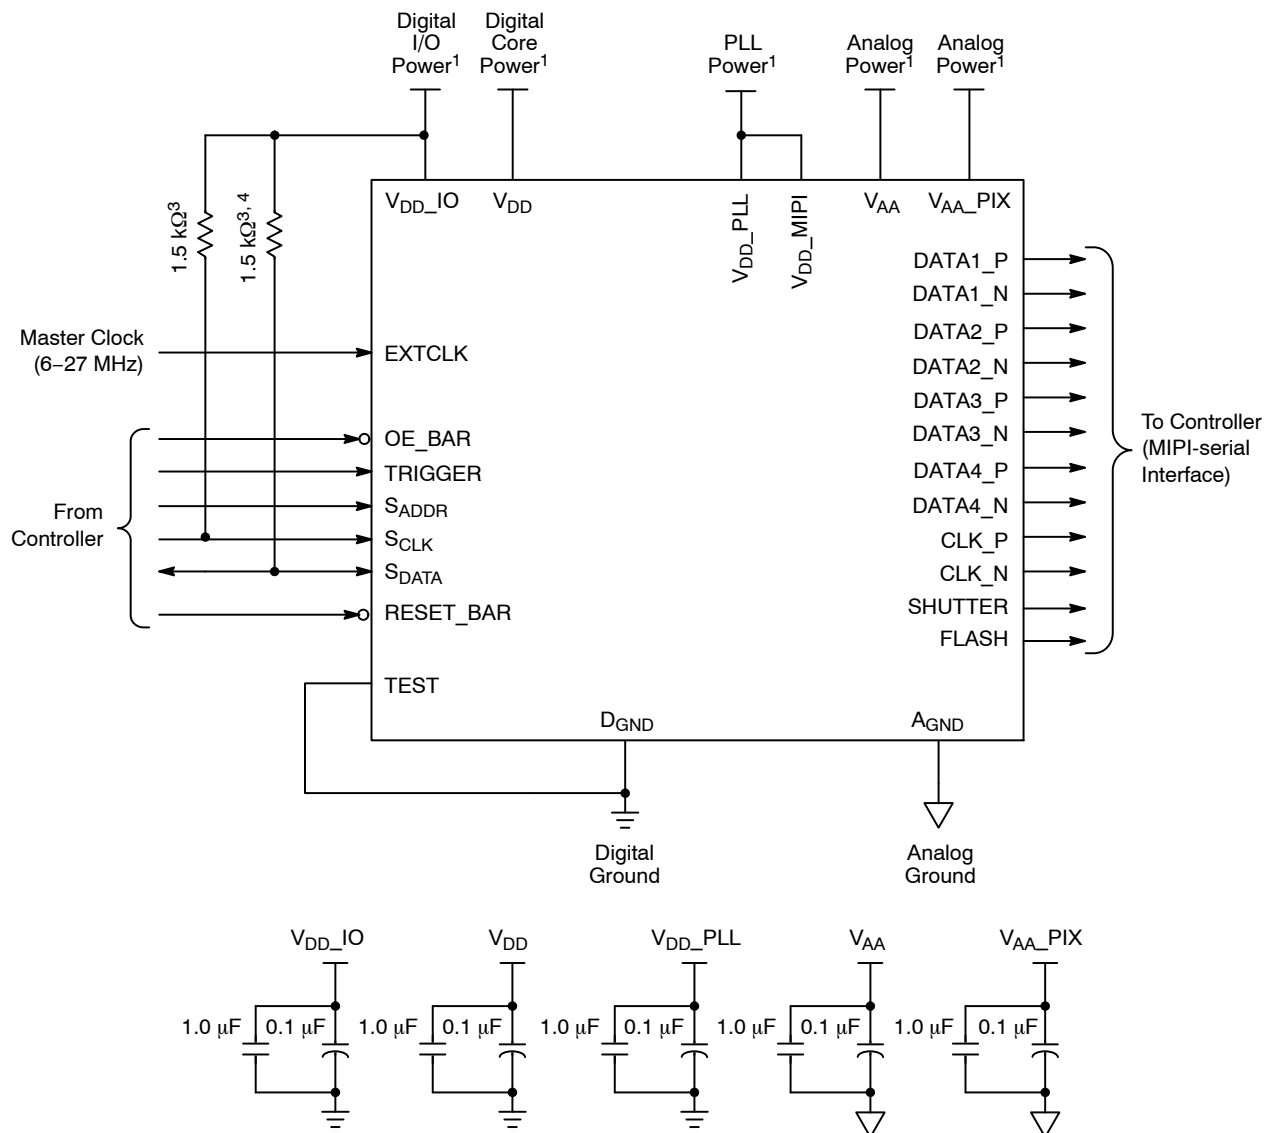 Digital
I/O
Power1
Digital
Core
Power1
PLL
Power1
Analog
Power1
Analog
Power1
1.5 kΩ3
1.5 kΩ3, 4
VDD_IO
VDD
VDD_PLL
VDD_MIPI
VAA
VAA_PIX
Master Clock
(6–27 MHz)
EXTCLK
From
Controller
OE_BAR
TRIGGER
SADDR
SCLK
SDATA
RESET_BAR
TEST
DATA1_P
DATA1_N
DATA2_P
DATA2_N
DATA3_P
DATA3_N
DATA4_P
DATA4_N
CLK_P
CLK_N
SHUTTER
FLASH
To Controller
(MIPI-serial
Interface)
DGND
AGND
Digital
Ground
Analog
Ground
VDD_IO
1.0 μF
0.1 μF
VDD
1.0 μF
0.1 μF
VDD_PLL
1.0 μF
0.1 μF
VAA
1.0 μF
0.1 μF
VAA_PIX
1.0 μF
0.1 μF